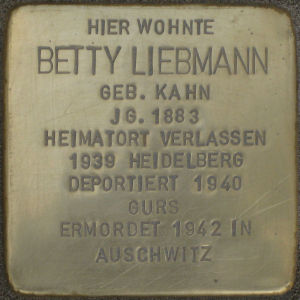 HIER WOHNTE
BETTY LIEBMANN
GEB. KAHN
JG. 1883
HEIMATORT VERLASSEN
1939 HEIDELBERG
DEPORTIERT 1940
GURS
ERMORDET 1942 IN
AUSCHWITZ